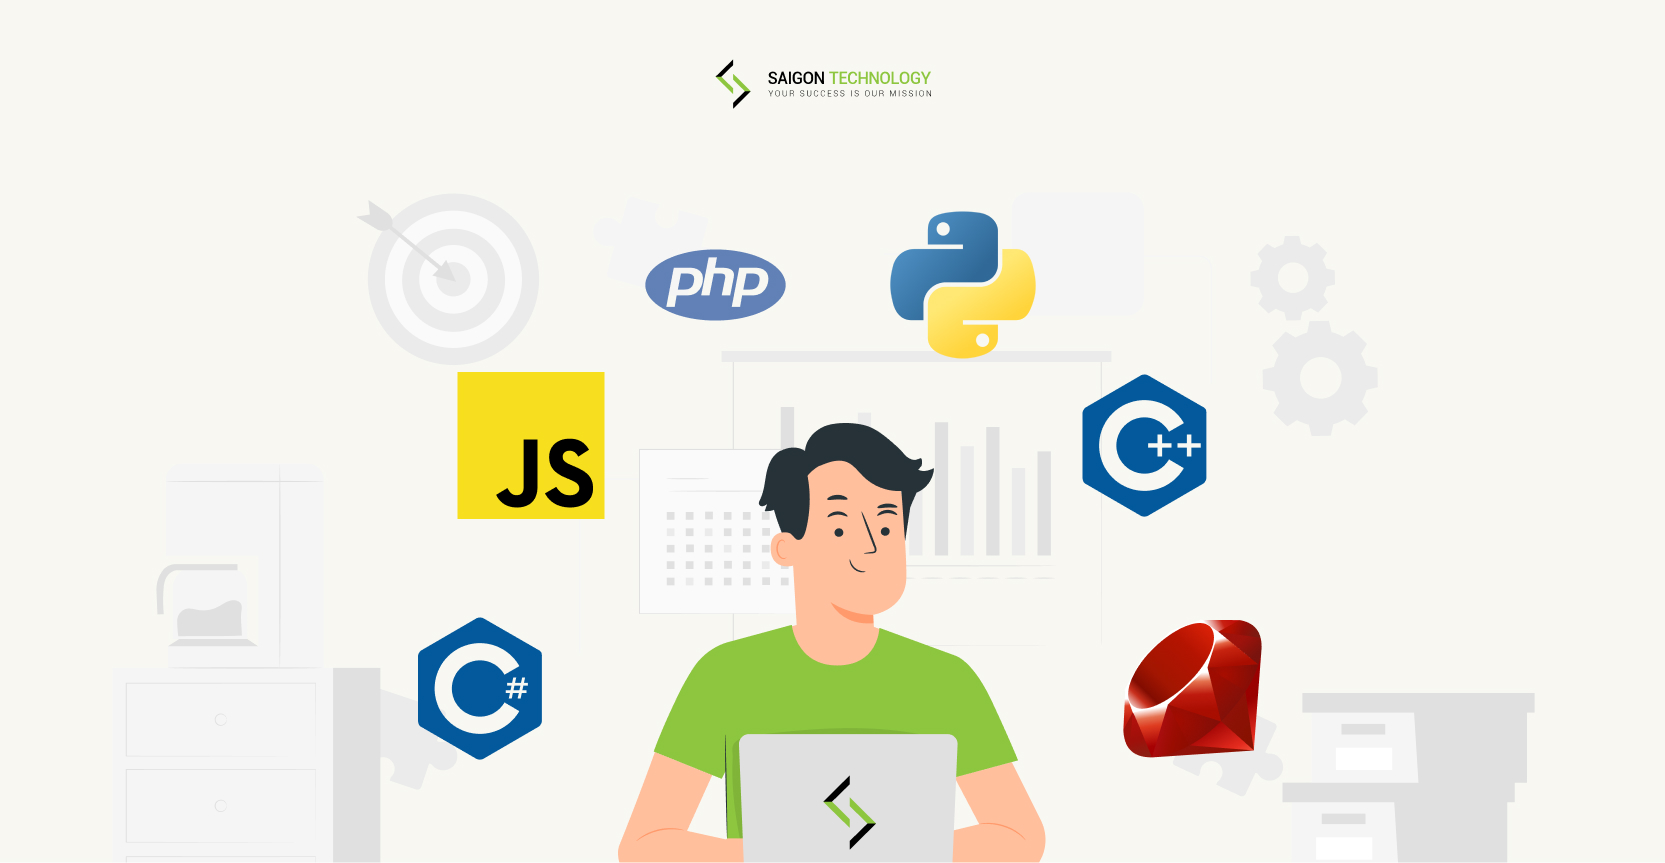 SAIGON TECHNOLOGY
YOUR SUCCESS IS OUR MISSION
php
JS
C++
C#